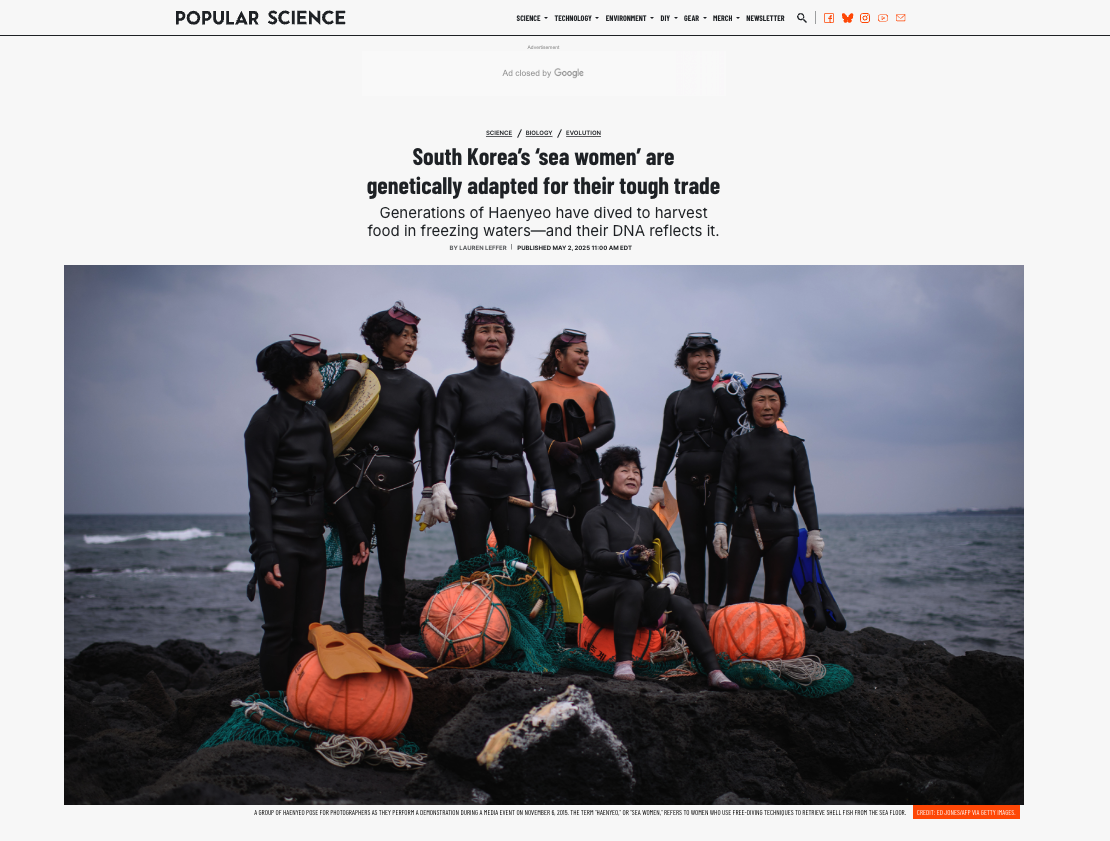 POPULAR SCIENCE
SCIENCE TECHNOLOGY ENVIRONMENT DIY GEAR MERCH NEWSLETTER
Advertisement
Ad closed by Google
SCIENCE / BIOLOGY / EVOLUTION
South Korea’s ‘sea women’ are
genetically adapted for their tough trade
Generations of Haenyeo have dived to harvest
food in freezing waters—and their DNA reflects it.
BY LAUREN LEFFER | PUBLISHED MAY 2, 2025 11:00 AM EDT
A GROUP OF HAENYEO POSE FOR PHOTOGRAPHERS AS THEY PERFORM A DEMONSTRATION DURING A MEDIA EVENT ON NOVEMBER 6, 2015. THE TERM “HAENYEO,” OR “SEA WOMEN,” REFERS TO WOMEN WHO USE FREE-DIVING TECHNIQUES TO RETRIEVE SHELL FISH FROM THE SEA FLOOR. CREDIT: ED JONES/AFP VIA GETTY IMAGES.